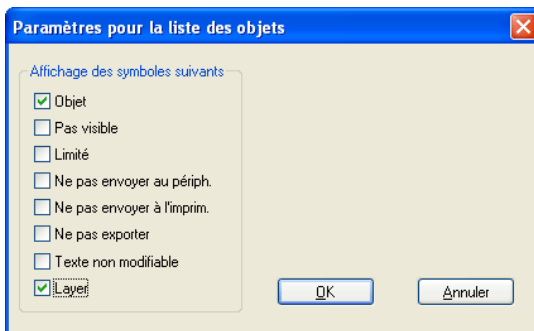 Paramètres pour la liste des objets
Affichage des symboles suivants
Objet
Pas visible
Limité
Ne pas envoyer au périph.
Ne pas envoyer à l'imprim.
Ne pas exporter
Texte non modifiable
Layer
OK
Annuler